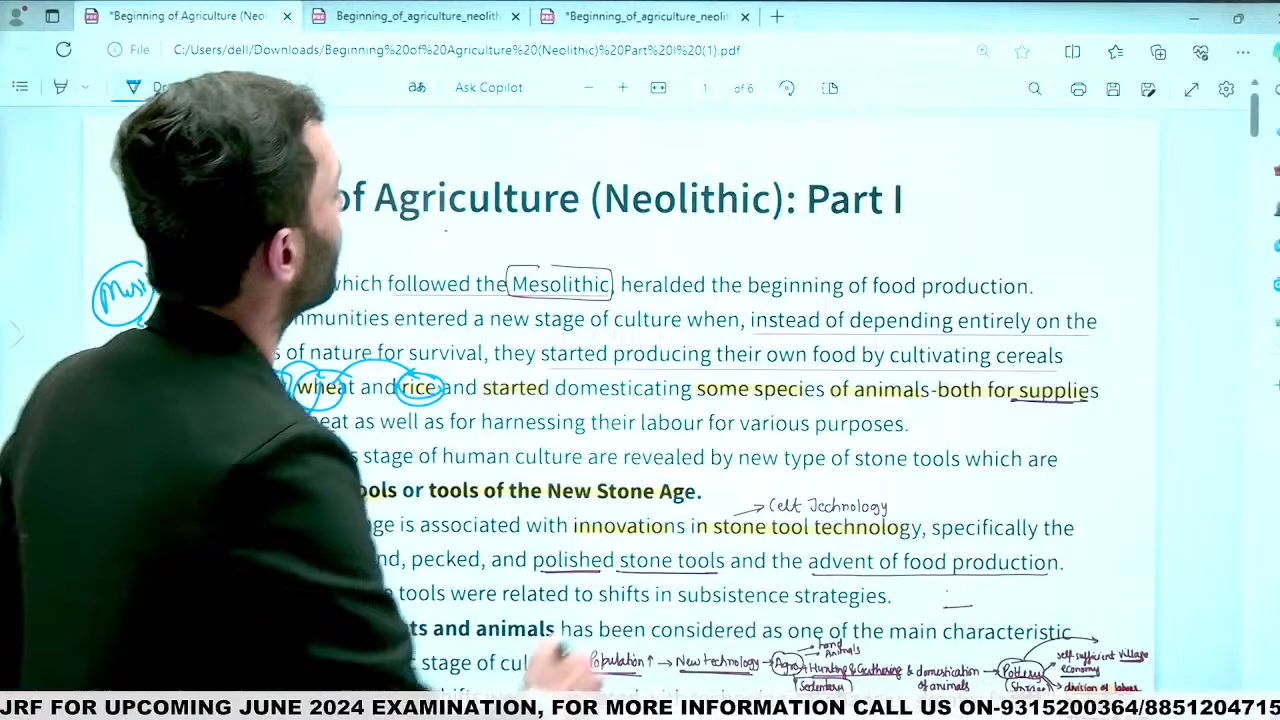 *Beginning of Agriculture (Neol
Beginning_of_agriculture_neolith
*Beginning_of_agriculture_neolit
File
C:/Users/dell/Downloads/Beginning%20of%20Agriculture%20(Neolithic)%20Part%20I%20(1).pdf
Ask Copilot
1
of 6
of Agriculture (Neolithic): Part I
which followed the Mesolithic, heralded the beginning of food production.
mmunities entered a new stage of culture when, instead of depending entirely on the
s of nature for survival, they started producing their own food by cultivating cereals
wheat and rice and started domesticating some species of animals-both for supplies
eat as well as for harnessing their labour for various purposes.
s stage of human culture are revealed by new type of stone tools which are
ools or tools of the New Stone Age.
→ Celt Technology
ge is associated with innovations in stone tool technology, specifically the
nd, pecked, and polished stone tools and the advent of food production.
tools were related to shifts in subsistence strategies.
ts and animals has been considered as one of the main characteristic
t stage of cul
Population↑ → New technology → Agro + Hunting & Gathering & domestication of animals → Pottery
Animals
self sufficient village economy
division of labour
JRF FOR UPCOMING JUNE 2024 EXAMINATION, FOR MORE INFORMATION CALL US ON-9315200364/8851204715